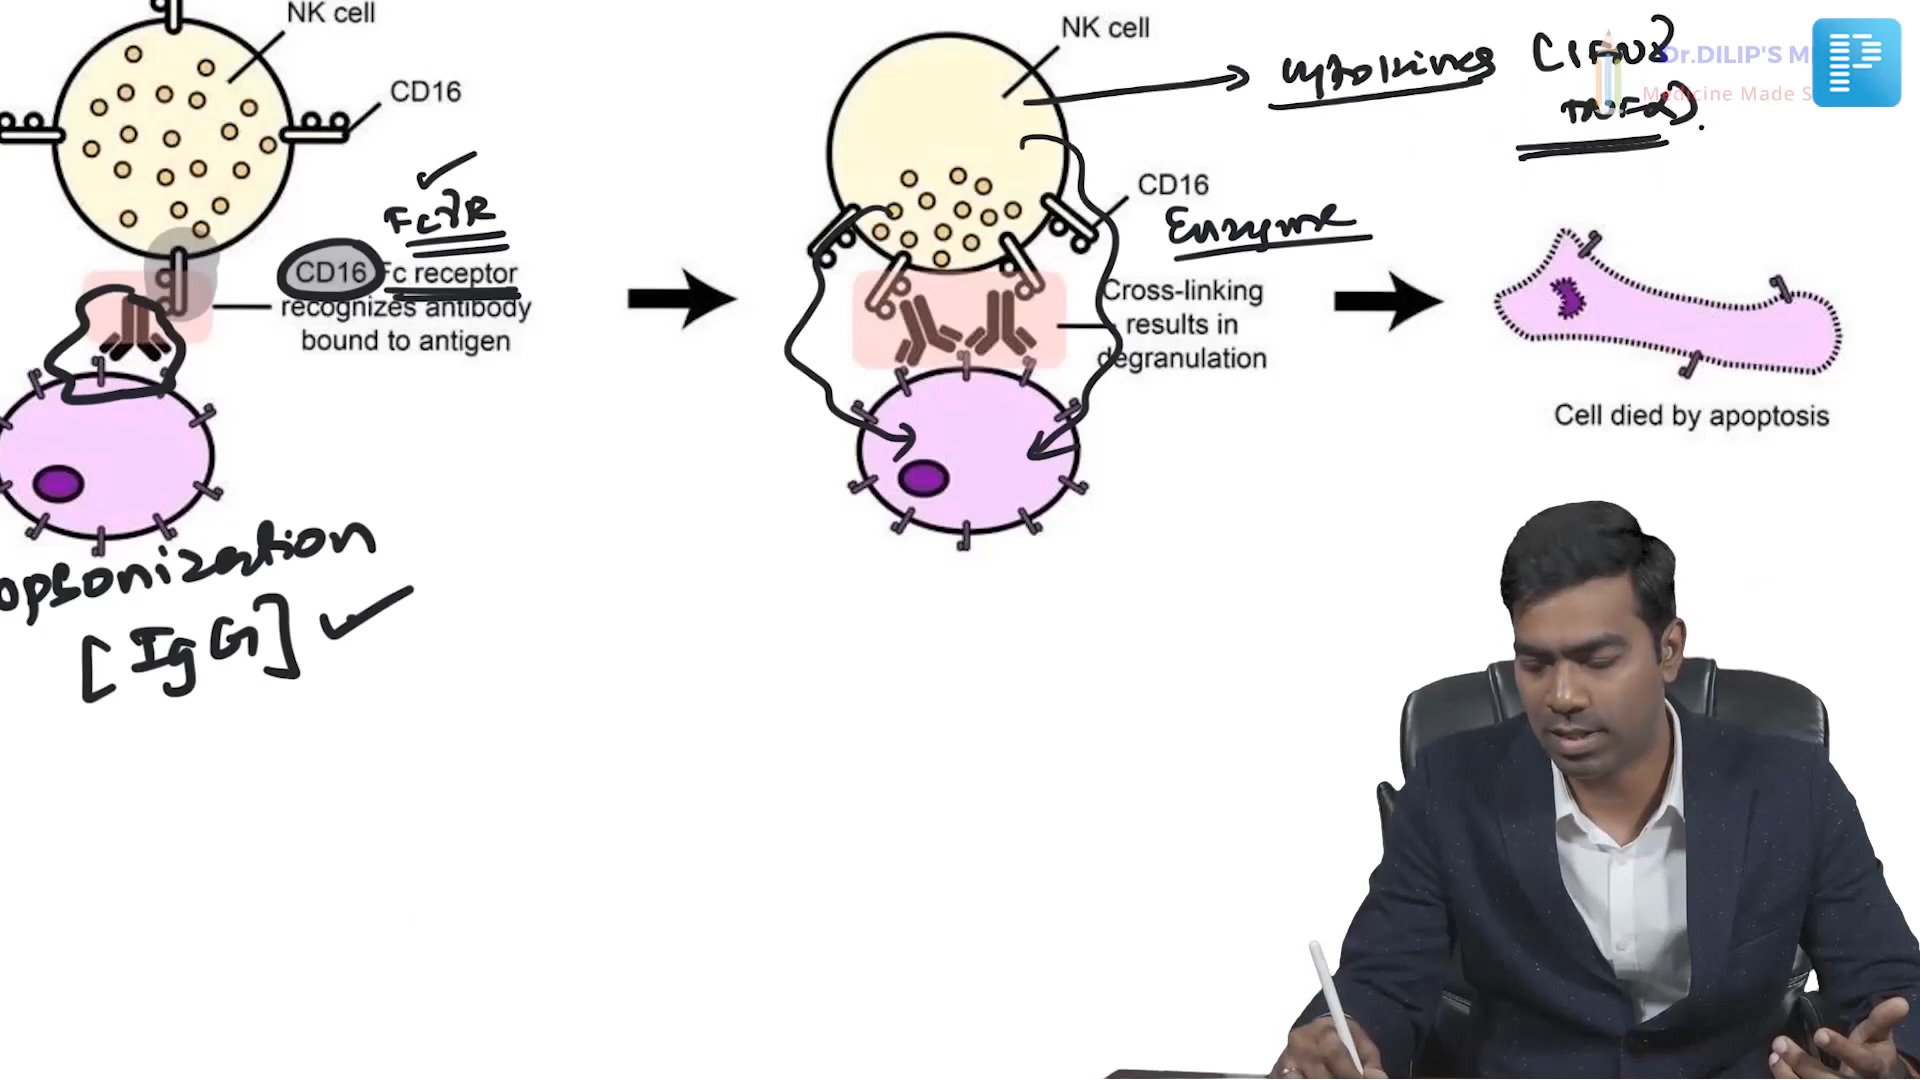 NK cell
CD16
FcγR
CD16 Fc receptor
recognizes antibody
bound to antigen
opsonization
[IgG]
NK cell
cytokines (IFNγ
TNFα).
CD16
Enzyme
Cross-linking
results in
degranulation
Cell died by apoptosis
Dr.DILIP'S M
Medicine Made S